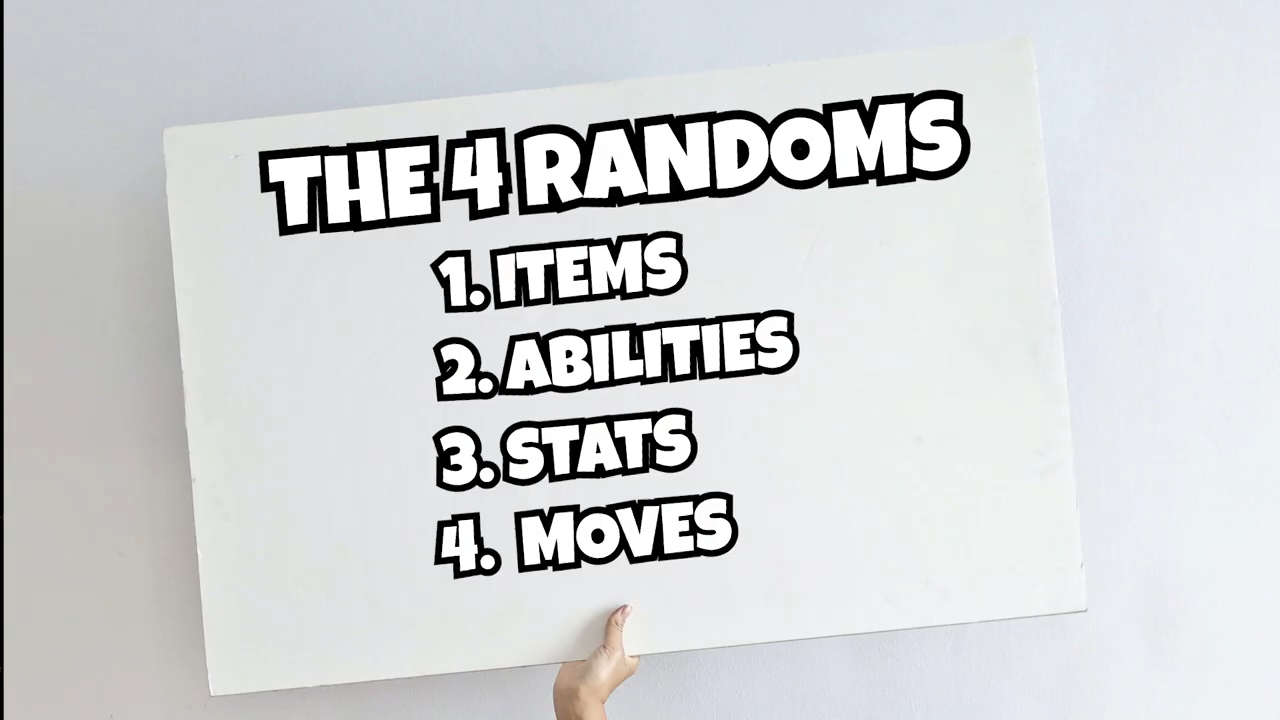 THE 4 RANDOMS
1. ITEMS
2. ABILITIES
3. STATS
4. MOVES